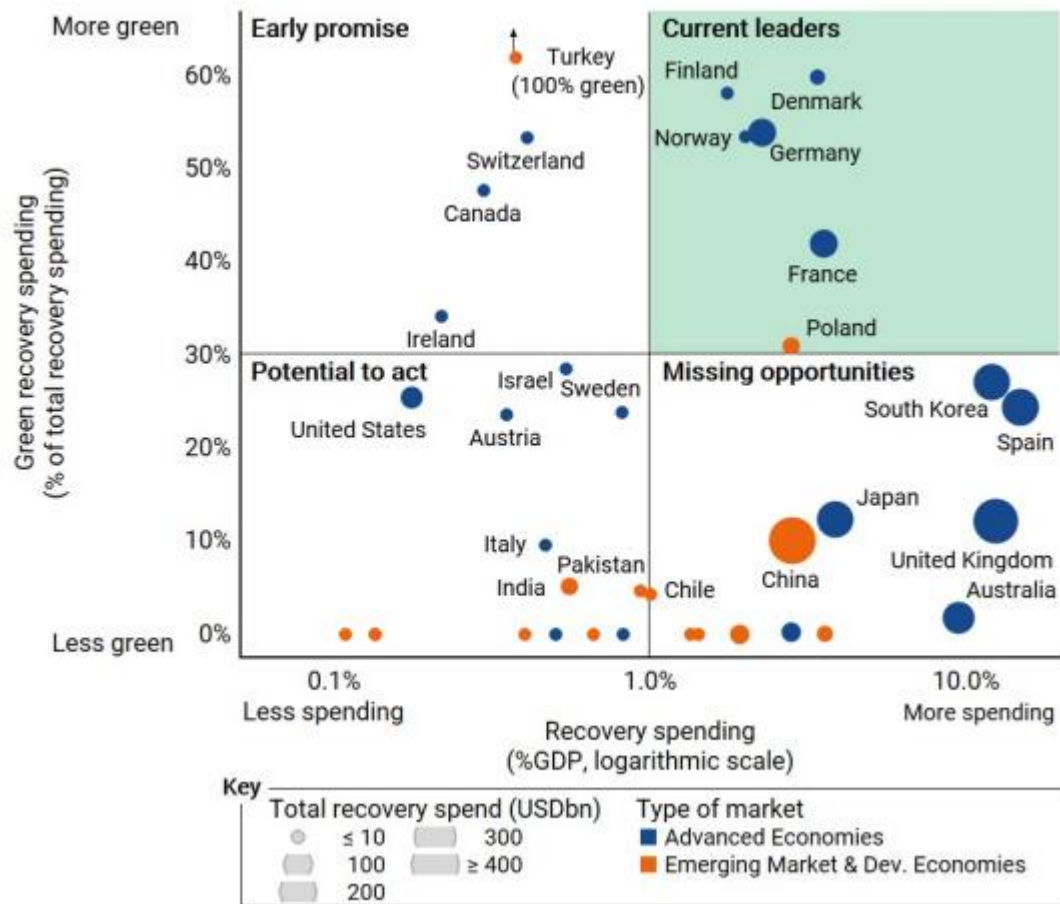 More green
Early promise
Current leaders
Turkey
(100% green)
Finland
Denmark
60%
Switzerland
Norway
Germany
50%
Canada
40%
France
Ireland
Poland
30%
Potential to act
Missing opportunities
Israel
Sweden
United States
Austria
South Korea
Spain
20%
Green recovery spending
(% of total recovery spending)
Japan
10%
Italy
Pakistan
India
Chile
China
United Kingdom
Australia
0%
Less green
0.1%
1.0%
10.0%
Less spending
More spending
Recovery spending
(%GDP, logarithmic scale)
Key
Total recovery spend (USDbn)
≤ 10
300
100
≥ 400
200
Type of market
Advanced Economies
Emerging Market & Dev. Economies